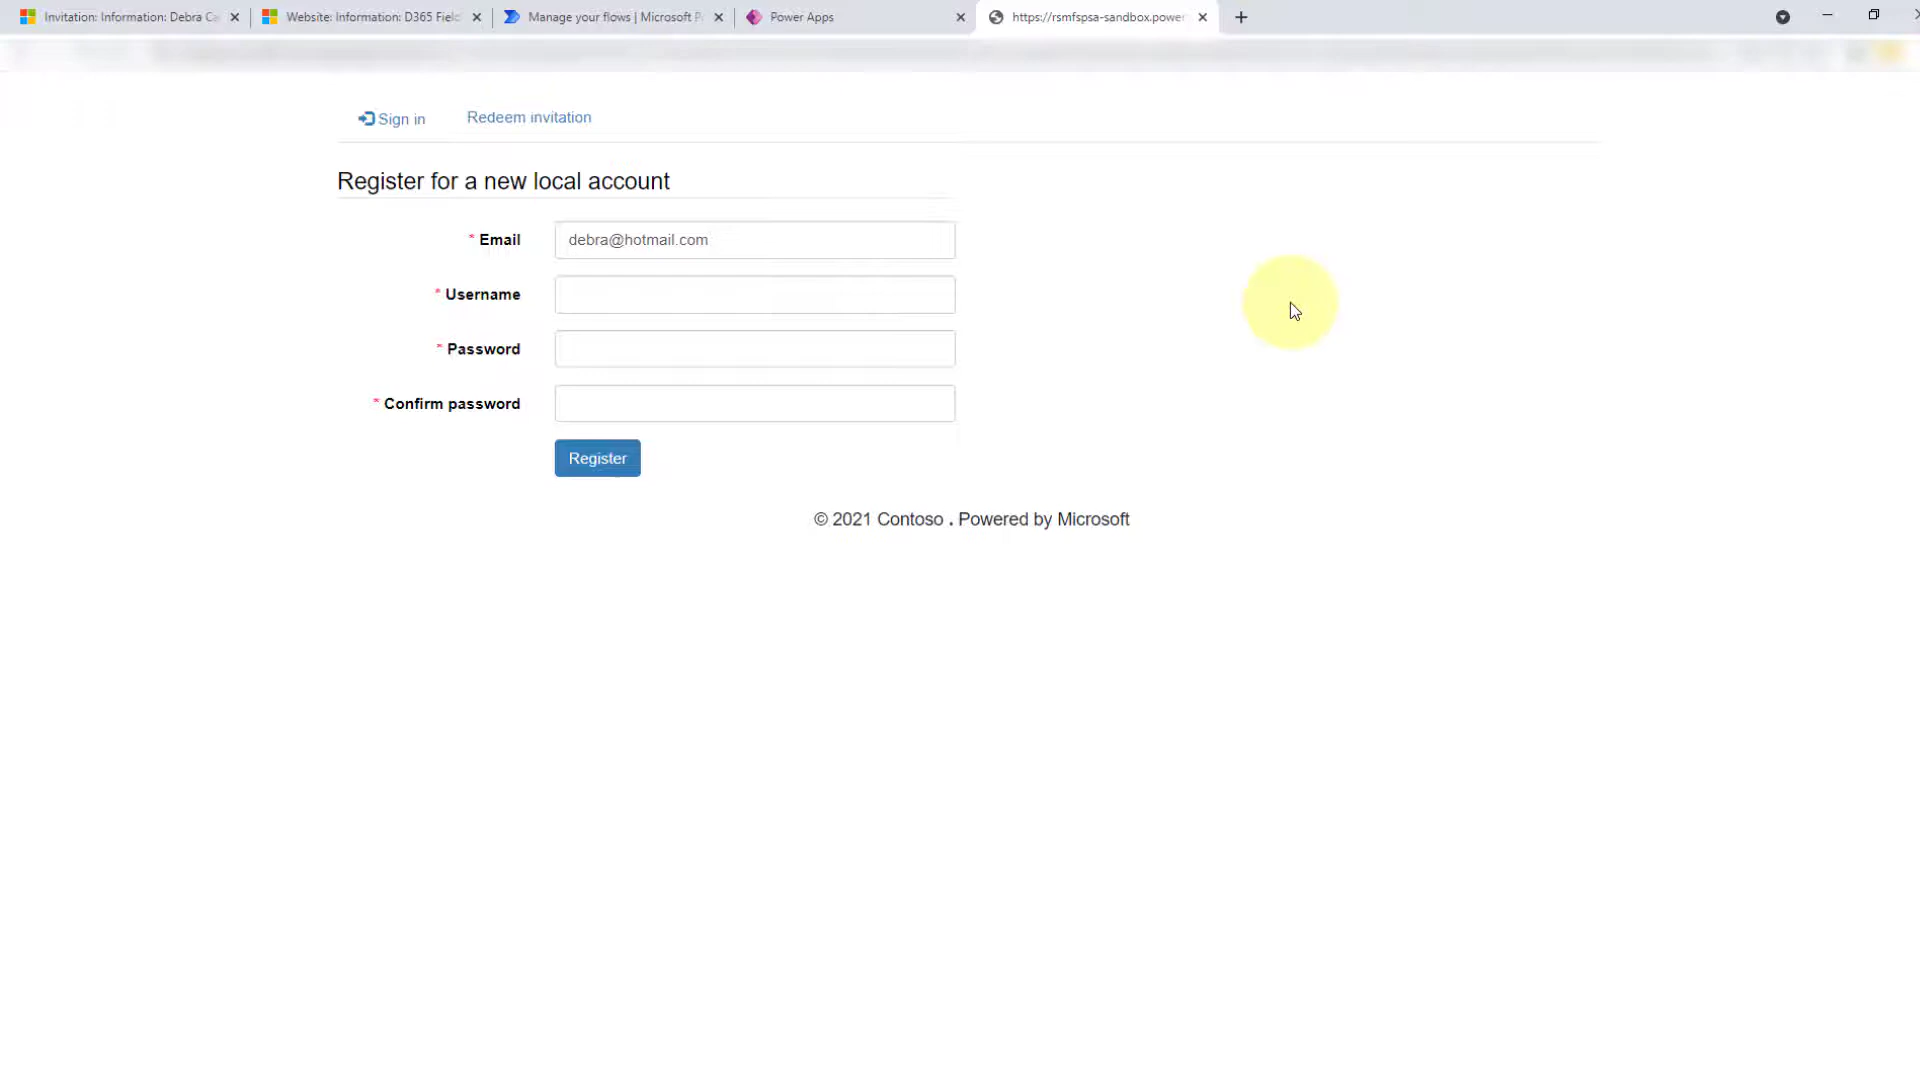 Invitation: Information: Debra Ca
Website: Information: D365 Field
Manage your flows | Microsoft P
Power Apps
https://rsmfspsa-sandbox.power
Sign in
Redeem invitation
Register for a new local account
* Email
debra@hotmail.com
* Username
* Password
* Confirm password
Register
© 2021 Contoso . Powered by Microsoft